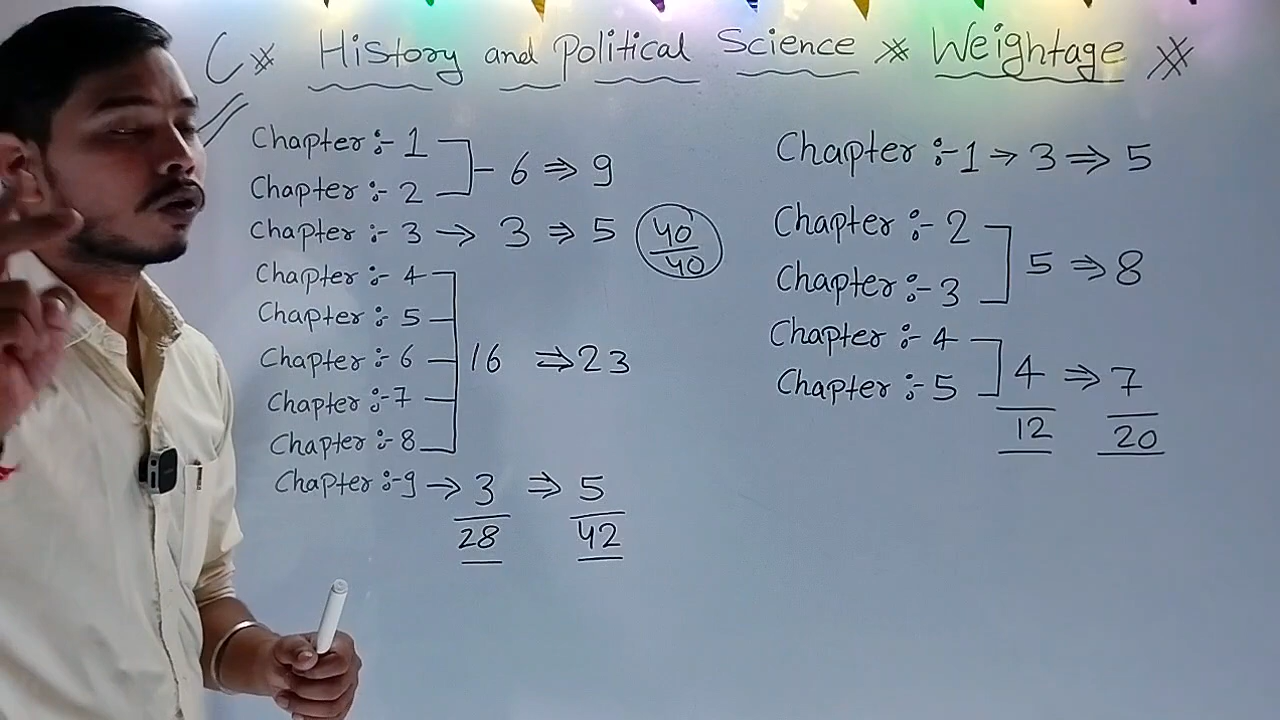 * History and Political Science * Weightage *
Chapter :- 1
Chapter :- 2
6 ⇒ 9
Chapter :- 3 → 3 ⇒ 5
40/40
Chapter :- 4
Chapter :- 5
Chapter :- 6
Chapter :- 7
Chapter :- 8
16 ⇒ 23
Chapter :- 9 → 3 ⇒ 5
28 42
Chapter :- 1 → 3 ⇒ 5
Chapter :- 2
Chapter :- 3
5 ⇒ 8
Chapter :- 4
Chapter :- 5
4 ⇒ 7
12 20